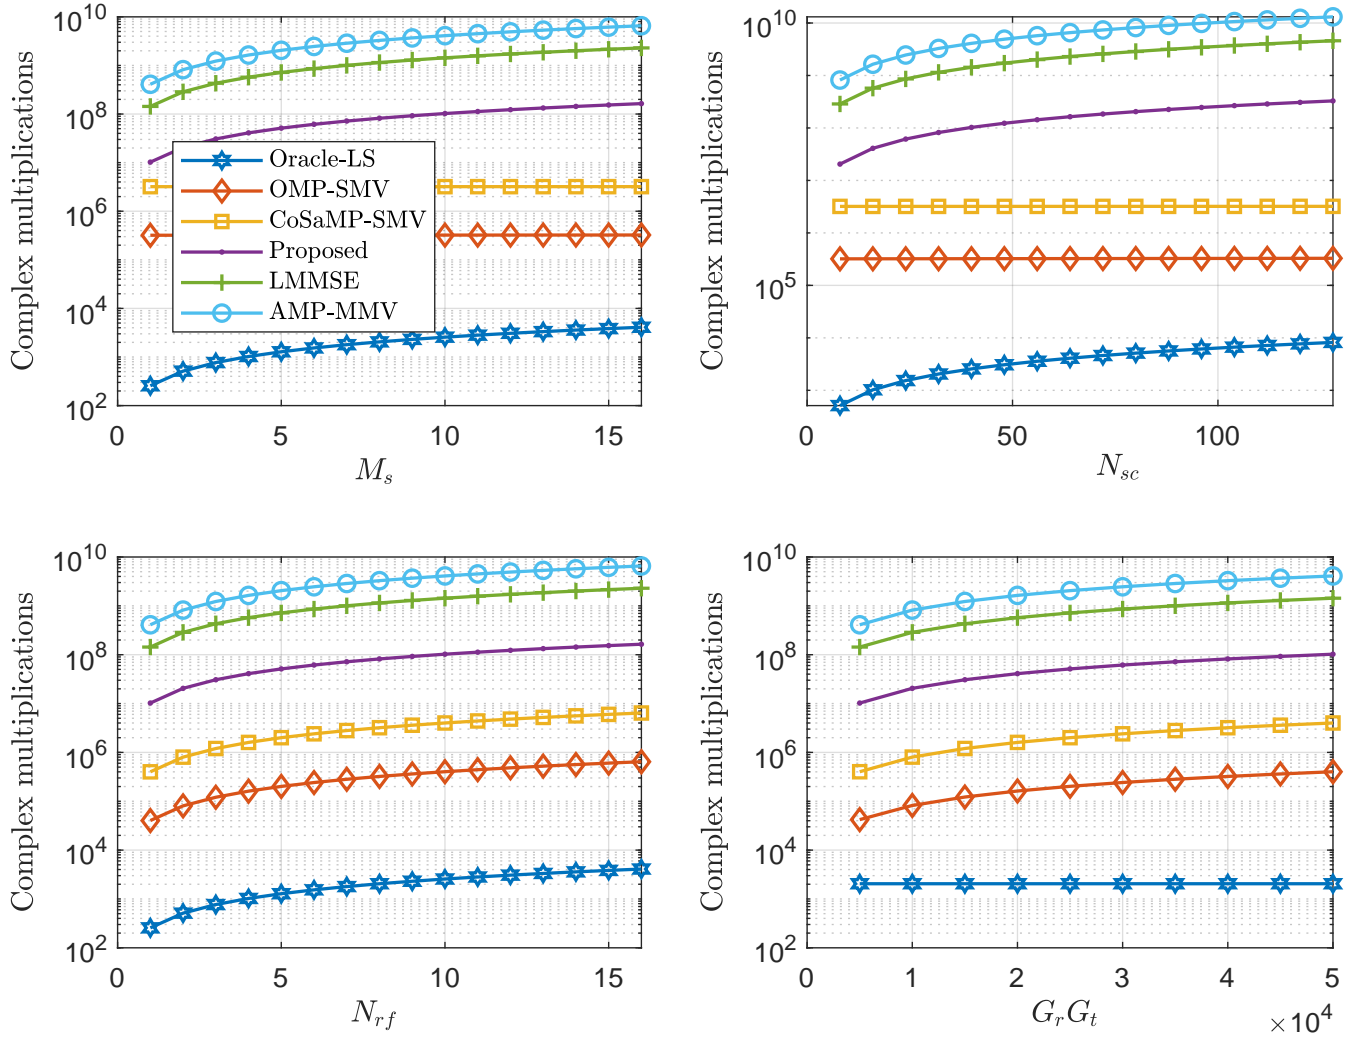 10^10
10^8
10^6
10^4
10^2
Complex multiplications
0 5 10 15
M_s
Oracle-LS
OMP-SMV
CoSaMP-SMV
Proposed
LMMSE
AMP-MMV
10^10
10^5
Complex multiplications
0 50 100
N_sc
10^10
10^8
10^6
10^4
10^2
Complex multiplications
0 5 10 15
N_rf
10^10
10^8
10^6
10^4
10^2
Complex multiplications
0 1 2 3 4 5
G_rG_t
×10^4